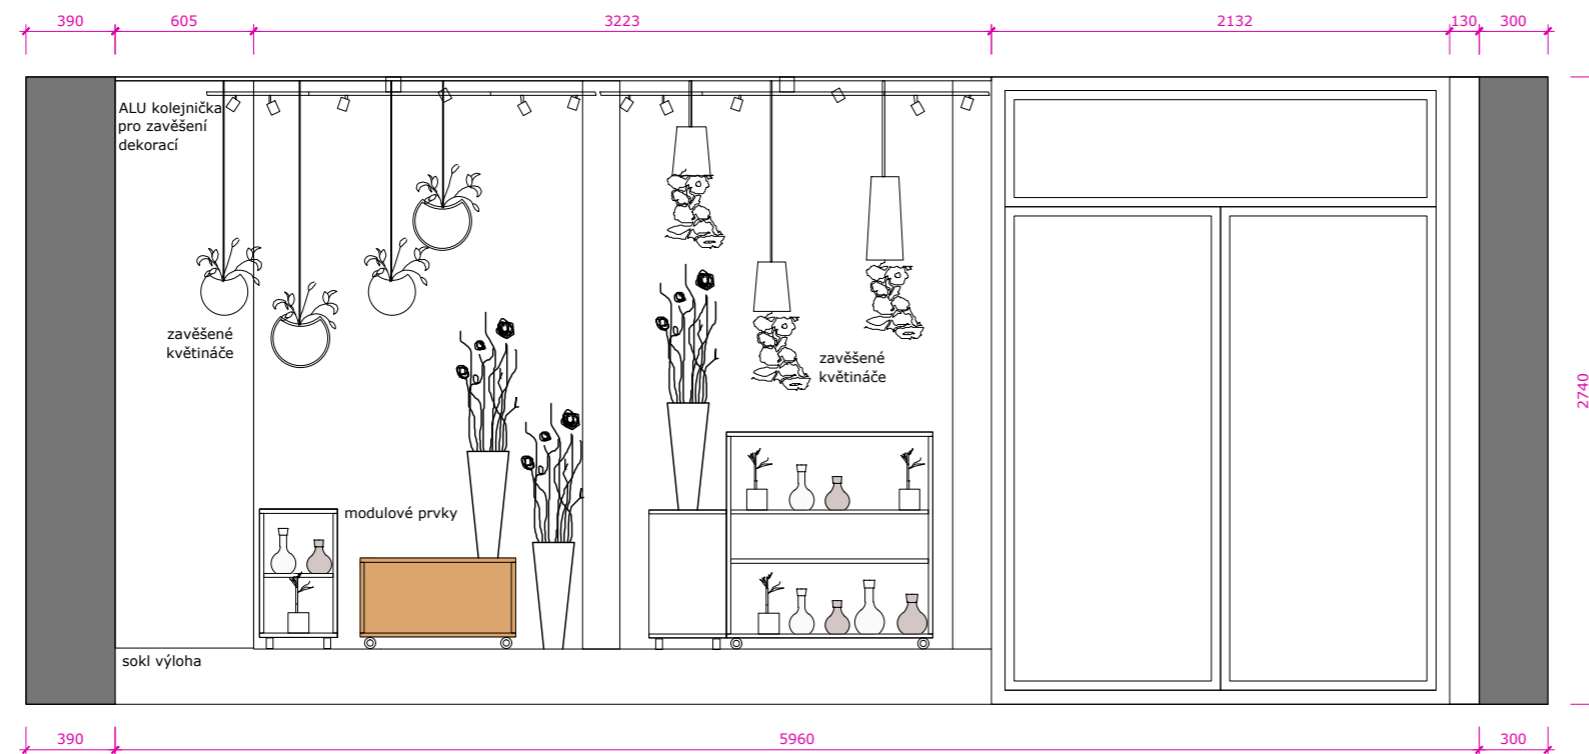 390 605 3223 2132 130 300
ALU kolejnička
pro zavěšení
dekorací
zavěšené
květináče
zavěšené
květináče
2740
modulové prvky
sokl výloha
390 5960 300